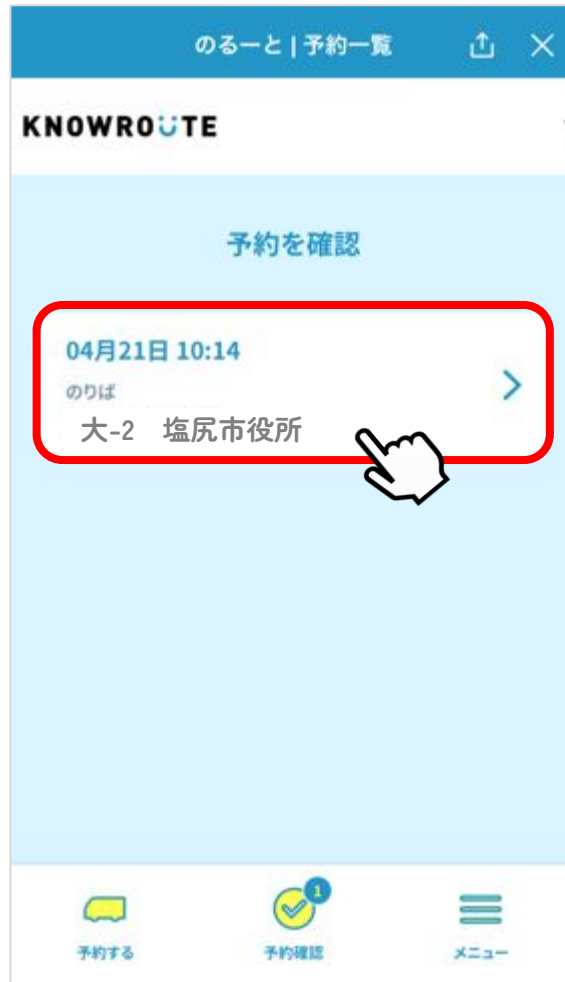 のるーと | 予約一覧
KNOWROUTE
予約を確認
04月21日 10:14
のりば
大-2 塩尻市役所
1
予約する
予約確認
メニュー